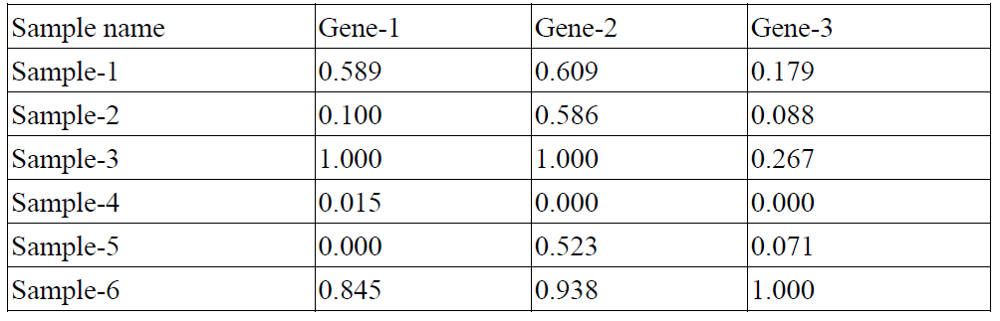 Sample name Gene-1 Gene-2 Gene-3
Sample-1 0.589 0.609 0.179
Sample-2 0.100 0.586 0.088
Sample-3 1.000 1.000 0.267
Sample-4 0.015 0.000 0.000
Sample-5 0.000 0.523 0.071
Sample-6 0.845 0.938 1.000